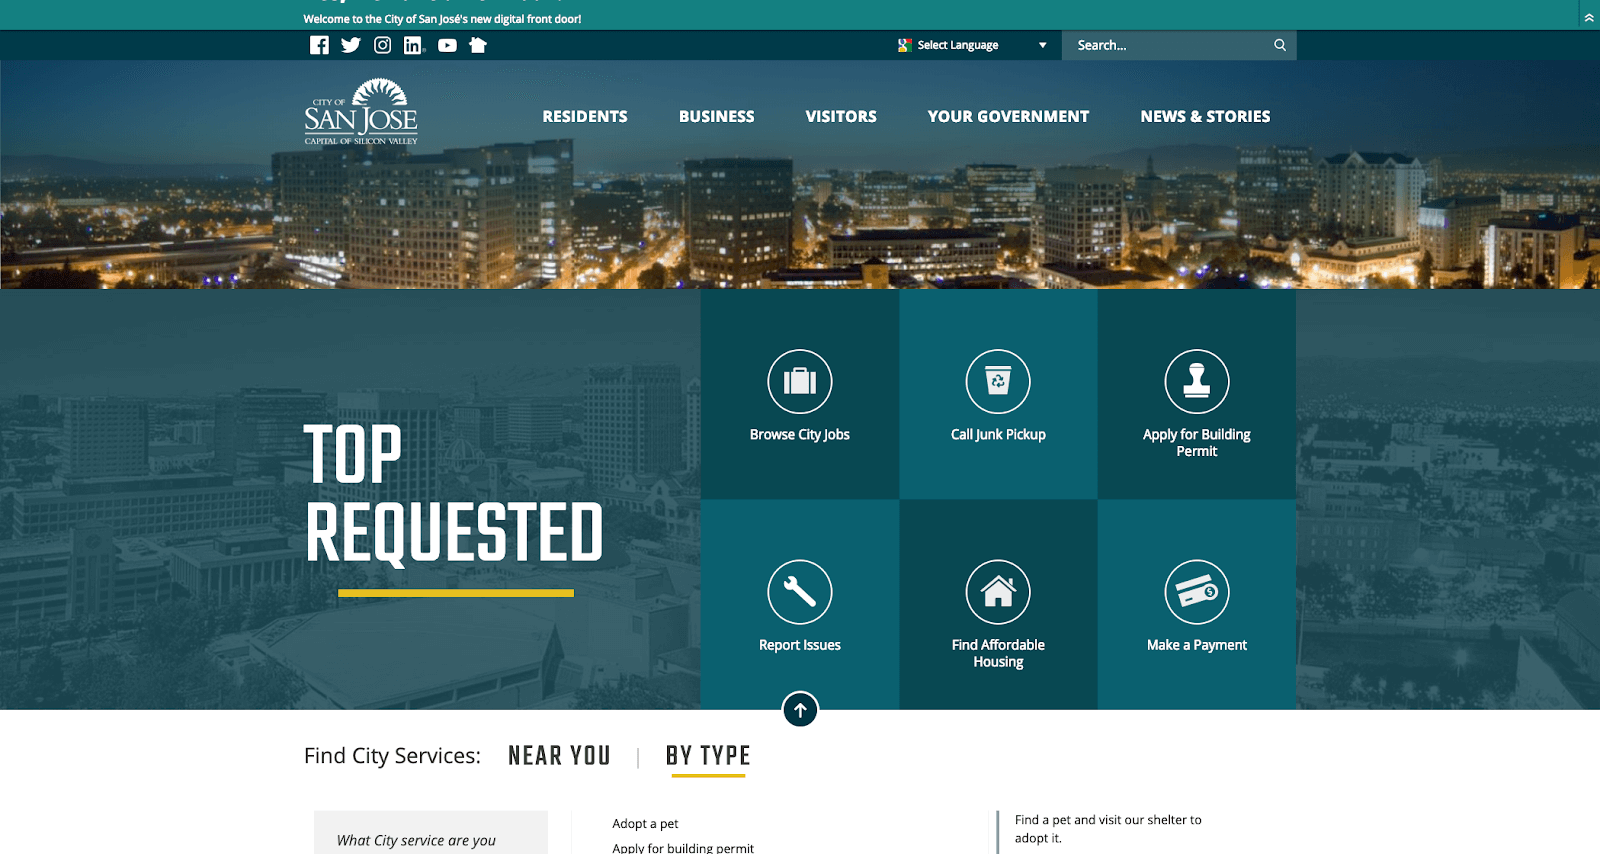 Welcome to the City of San José's new digital front door!
Select Language
Search...
CITY OF
SAN JOSE
CAPITAL OF SILICON VALLEY
RESIDENTS
BUSINESS
VISITORS
YOUR GOVERNMENT
NEWS & STORIES
TOP
REQUESTED
Browse City Jobs
Call Junk Pickup
Apply for Building
Permit
Report Issues
Find Affordable
Housing
Make a Payment
Find City Services:
NEAR YOU
BY TYPE
What City service are you
Adopt a pet
Apply for building permit
Find a pet and visit our shelter to
adopt it.